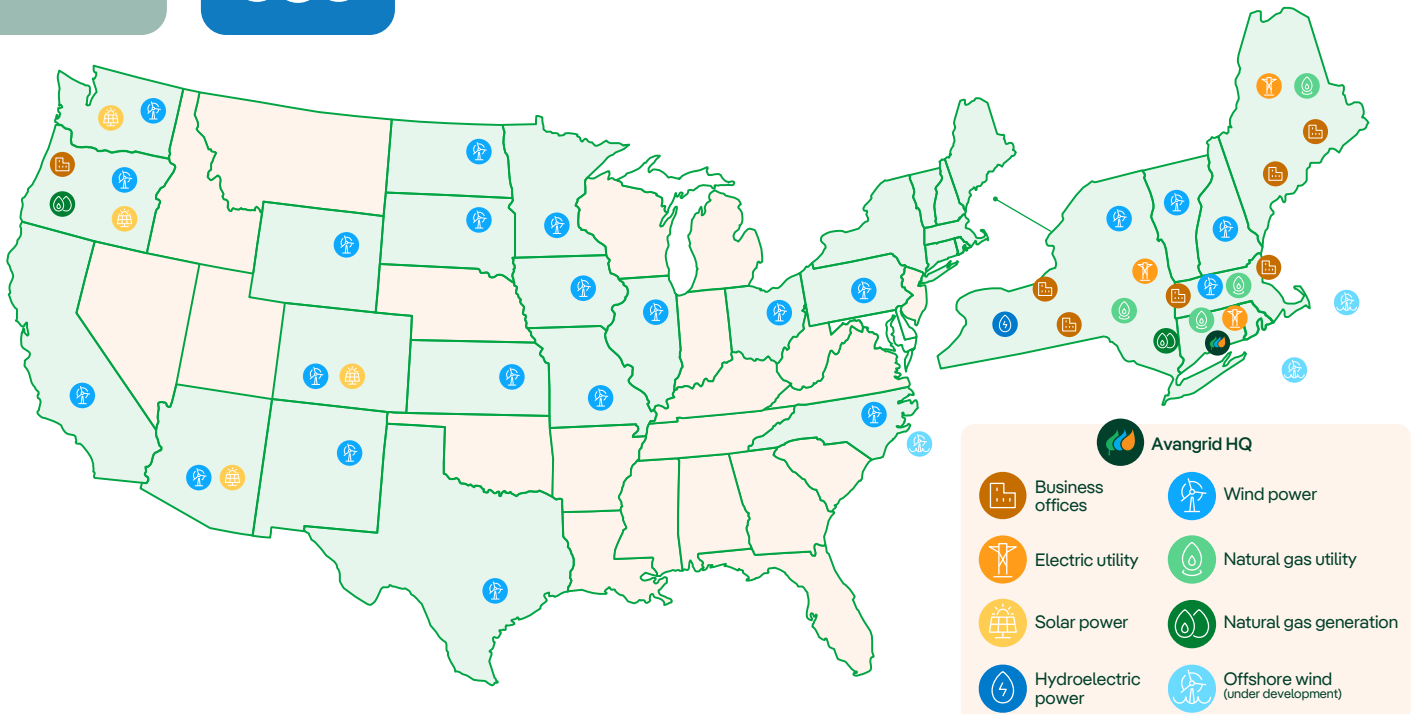 Avangrid HQ
Business
offices
Wind power
Electric utility
Natural gas utility
Solar power
Natural gas generation
Hydroelectric
power
Offshore wind
(under development)